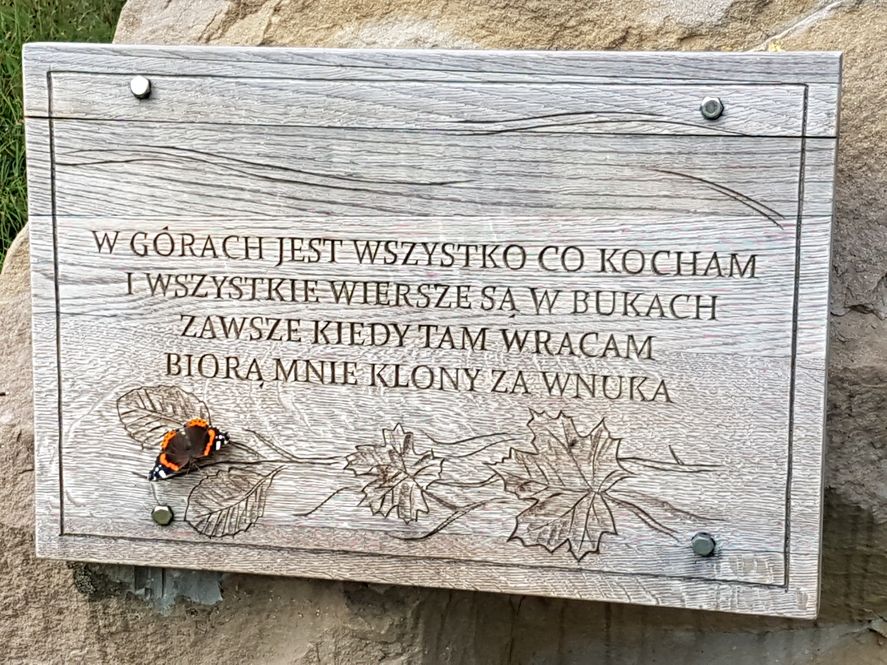 W GÓRACH JEST WSZYSTKO CO KOCHAM
I WSZYSTKIE WIERSZE SĄ W BUKACH
ZAWSZE KIEDY TAM WRACAM
BIORĄ MNIE KLONY ZA WNUKA